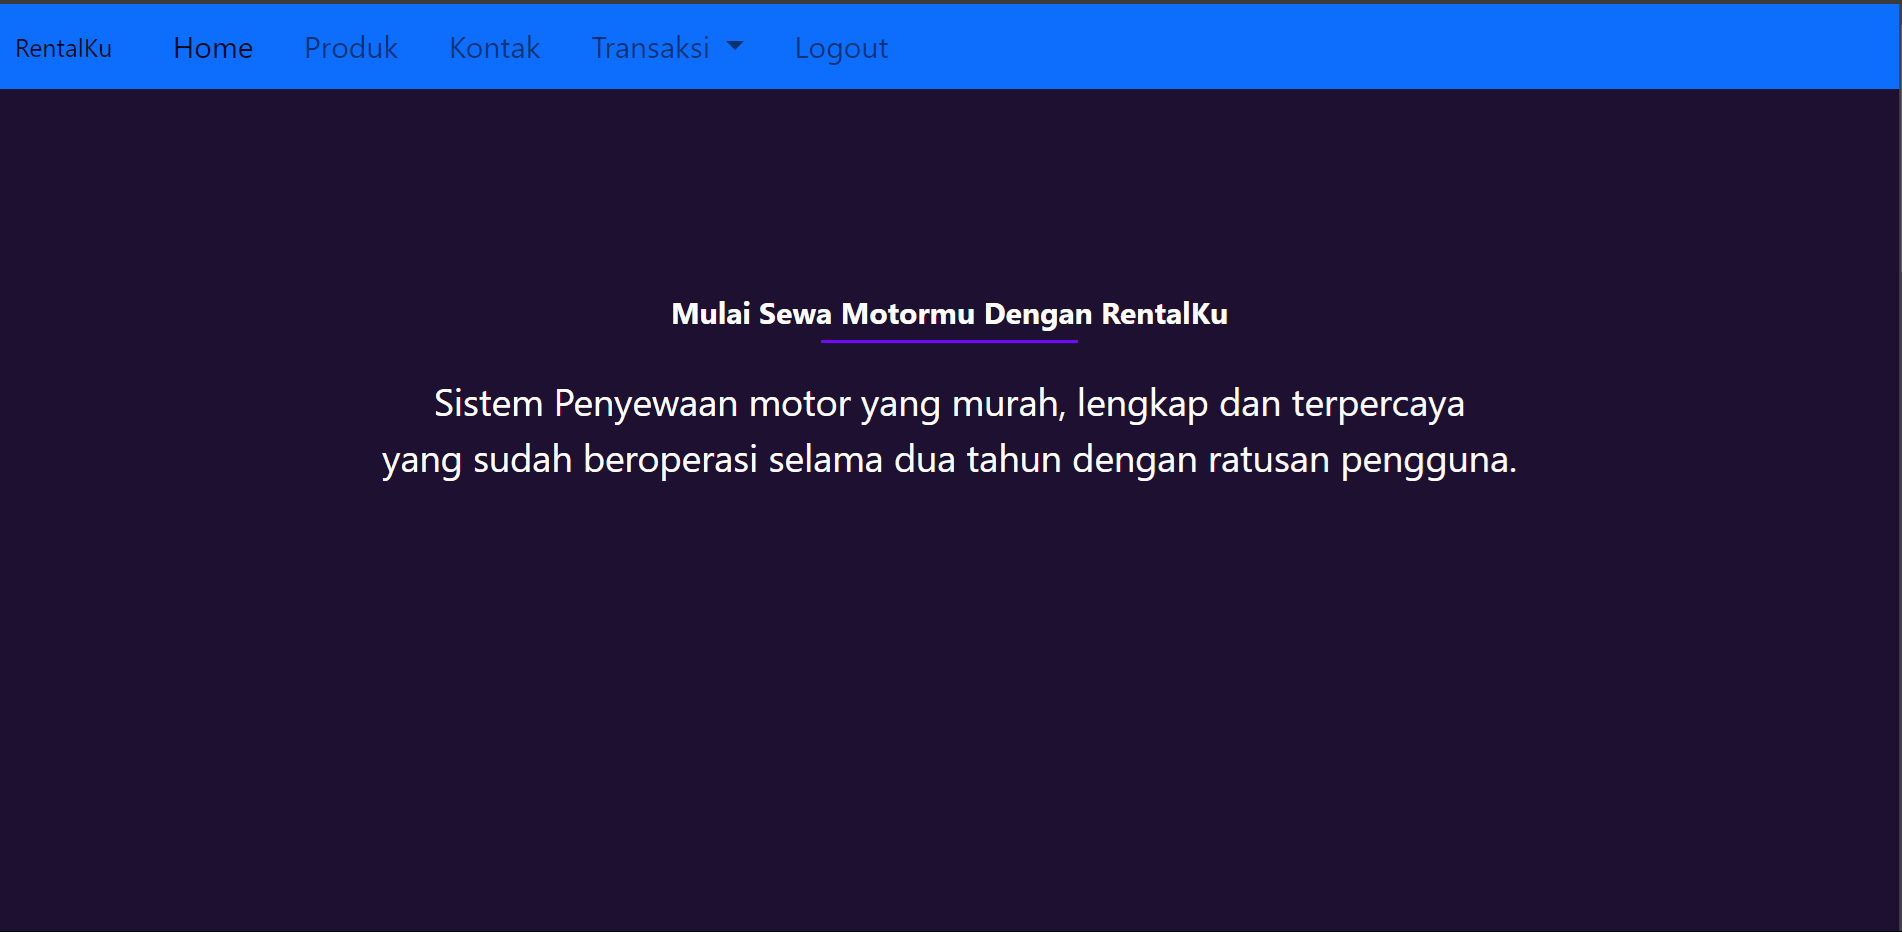 RentalKu Home Produk Kontak Transaksi Logout
Mulai Sewa Motormu Dengan RentalKu
Sistem Penyewaan motor yang murah, lengkap dan terpercaya
yang sudah beroperasi selama dua tahun dengan ratusan pengguna.